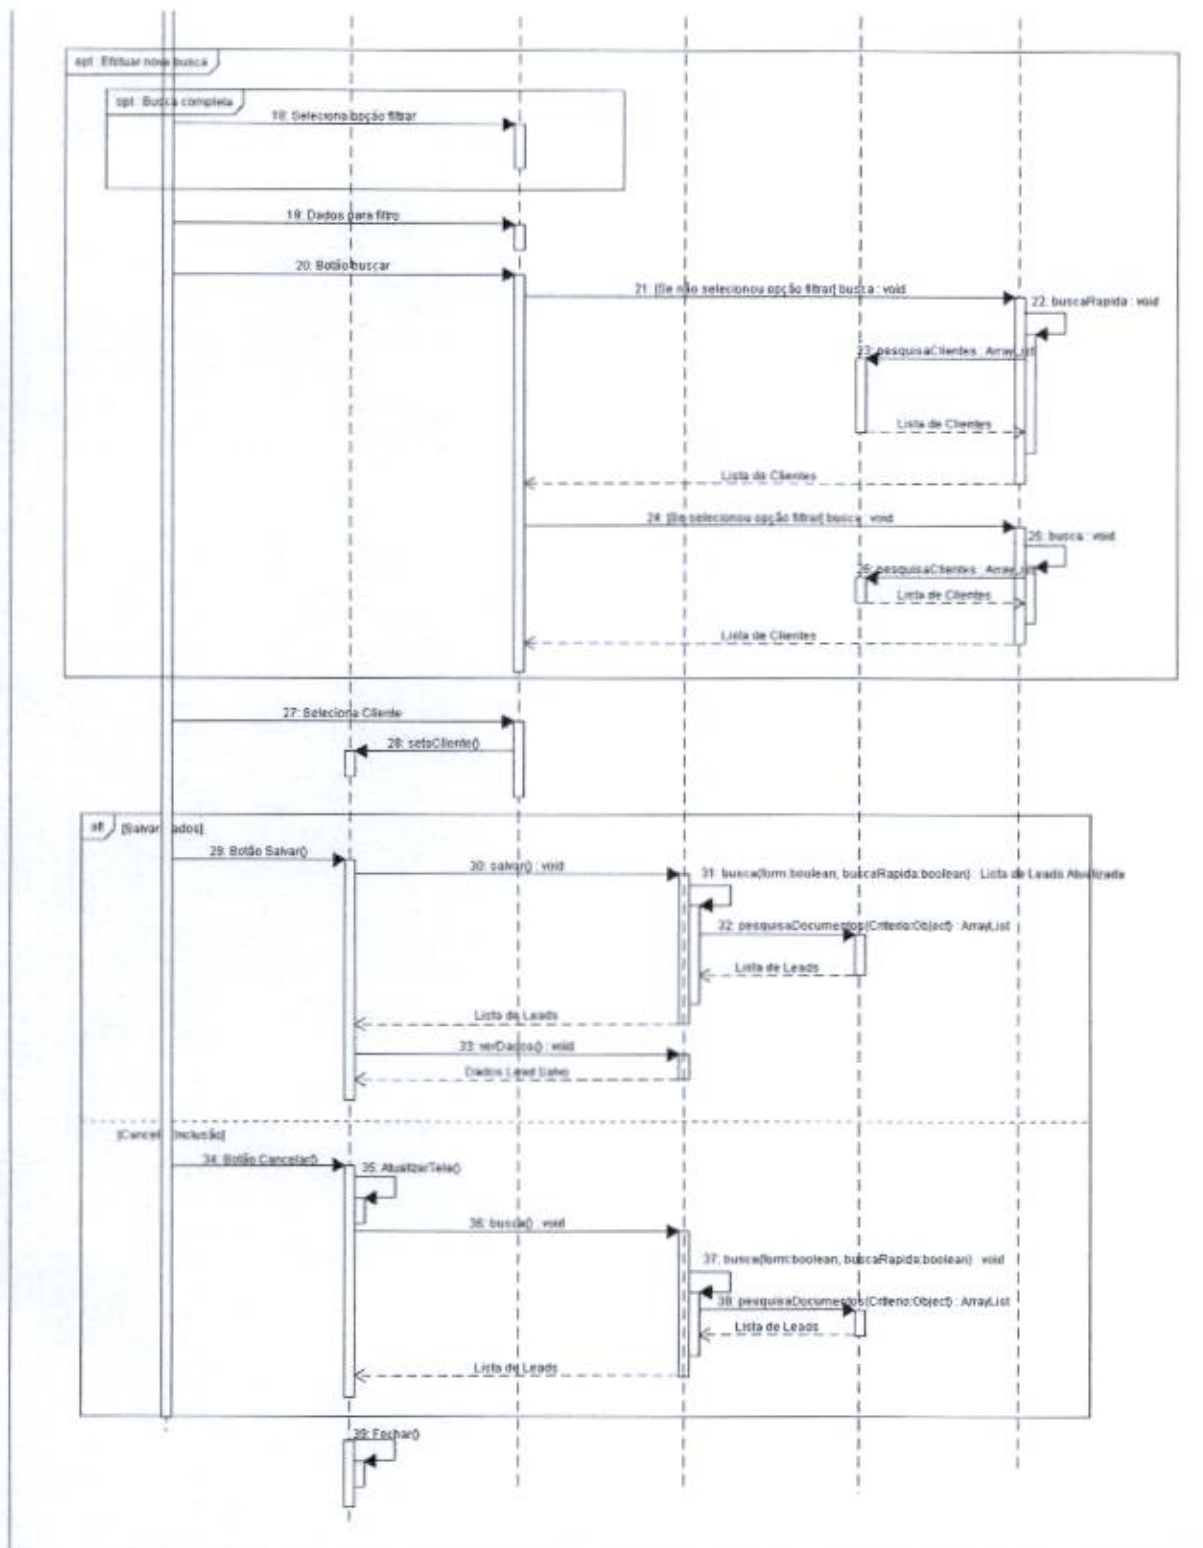 opt : Efetuar nova busca
opt : Busca completa
18: Seleciona opção filtrar
19: Dados para filtro
20: Botão buscar
21: [Se não selecionou opção filtrar] busca : void
22: buscaRapida : void
23: pesquisaClientes : ArrayList
Lista de Clientes
Lista de Clientes
24: [Se selecionou opção filtrar] busca : void
25: busca : void
26: pesquisaClientes : ArrayList
Lista de Clientes
Lista de Clientes
27: Seleciona Cliente
28: setaCliente()
alt [Salvar dados]
29: Botão Salvar()
30: salvar() : void
31: busca(form:boolean, buscaRapida:boolean) : Lista de Leads Atualizada
32: pesquisaDocumentos(Criterio:Object) : ArrayList
Lista de Leads
Lista de Leads
33: verDados() : void
Dados Lead Salvo
[Cancelar Inclusão]
34: Botão Cancelar()
35: AtualizarTela()
36: busca() : void
37: busca(form:boolean, buscaRapida:boolean) : void
38: pesquisaDocumentos(Criterio:Object) : ArrayList
Lista de Leads
Lista de Leads
39: Fechar()